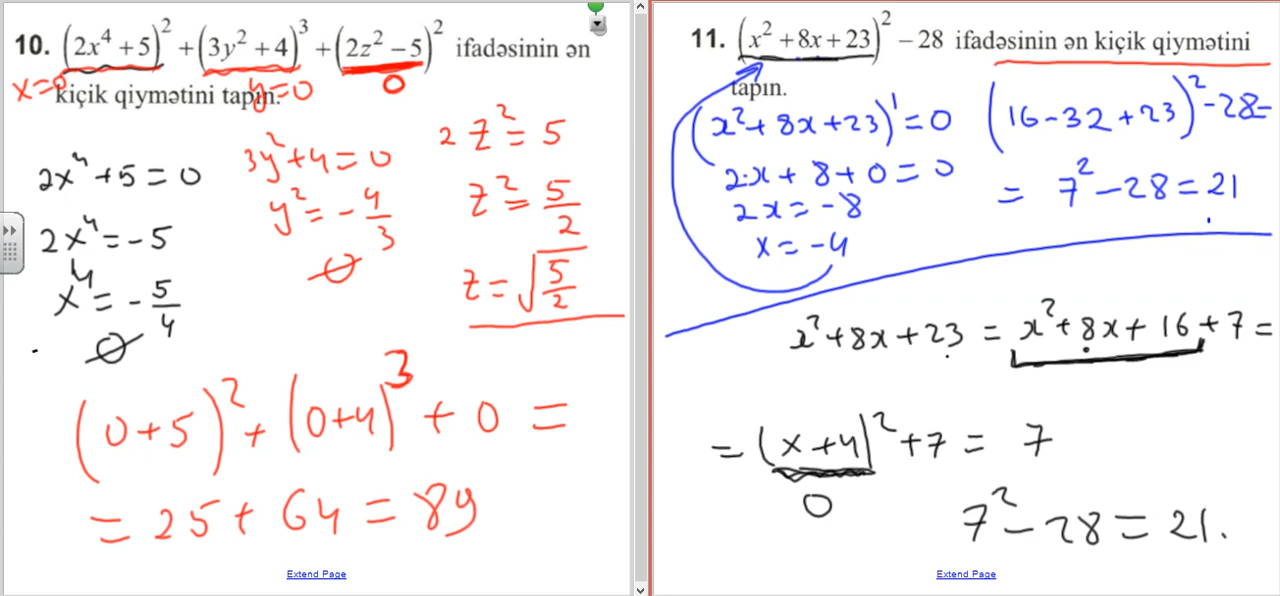 10. (2x⁴ + 5)² + (3y² + 4)³ + (2z² – 5)² ifadəsinin ən
x=0 y=0 0
kiçik qiymətini tapın.
2x⁴+5=0
2x⁴=-5
x⁴=-5/4
∅
3y²+4=0
y²=-4/3
∅
2z²=5
z²=5/2
z=√(5/2)
(0+5)²+(0+4)³+0=
=25+64=89
Extend Page
11. (x² + 8x + 23)² – 28 ifadəsinin ən kiçik qiymətini
tapın.
(x²+8x+23)'=0
2·x+8+0=0
2x=-8
x=-4
(16-32+23)²-28=
=7²-28=21
x²+8x+23=x²+8x+16+7=
=(x+4)²+7=7
0
7²-28=21.
Extend Page